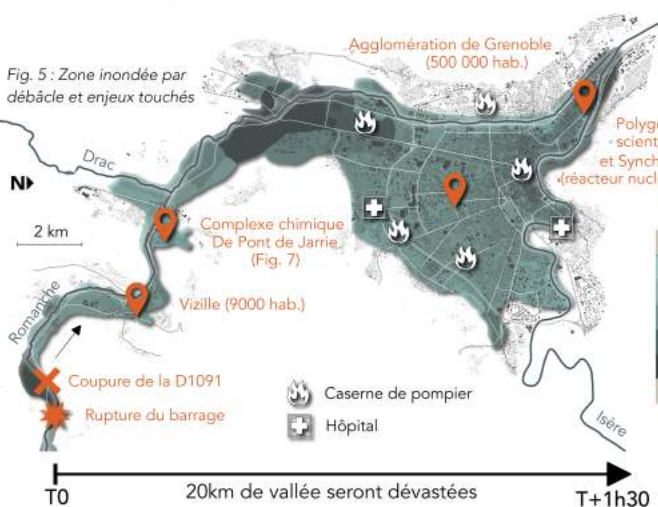 Agglomération de Grenoble
(500 000 hab.)
Fig. 5 : Zone inondée par
débâcle et enjeux touchés
Drac
N
2 km
Complexe chimique
De Pont de Jarrie
(Fig. 7)
Vizille (9000 hab.)
Romanche
Coupure de la D1091
Rupture du barrage
et Synch
Caserne de pompier
Hôpital
Isère
T0
20km de vallée seront dévastées
T+1h30